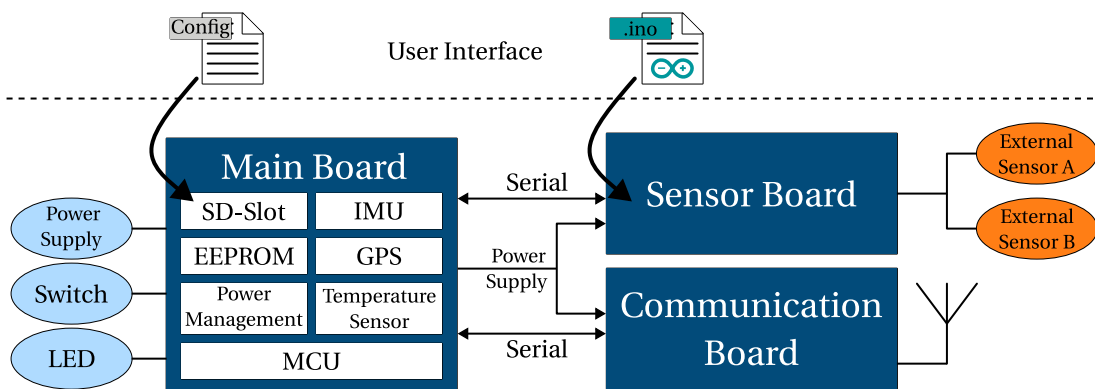 Config
.ino
User Interface
Main Board
SD-Slot
IMU
EEPROM
GPS
Power
Management
Temperature
Sensor
MCU
Power
Supply
Switch
LED
Serial
Power
Supply
Serial
Sensor Board
Communication
Board
External
Sensor A
External
Sensor B